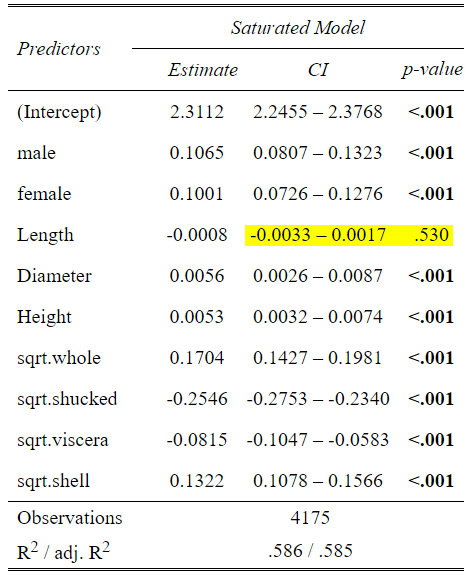 Saturated Model
Predictors
Estimate CI p-value
(Intercept) 2.3112 2.2455 – 2.3768 <.001
male 0.1065 0.0807 – 0.1323 <.001
female 0.1001 0.0726 – 0.1276 <.001
Length -0.0008 -0.0033 – 0.0017 .530
Diameter 0.0056 0.0026 – 0.0087 <.001
Height 0.0053 0.0032 – 0.0074 <.001
sqrt.whole 0.1704 0.1427 – 0.1981 <.001
sqrt.shucked -0.2546 -0.2753 – -0.2340 <.001
sqrt.viscera -0.0815 -0.1047 – -0.0583 <.001
sqrt.shell 0.1322 0.1078 – 0.1566 <.001
Observations 4175
R² / adj. R² .586 / .585